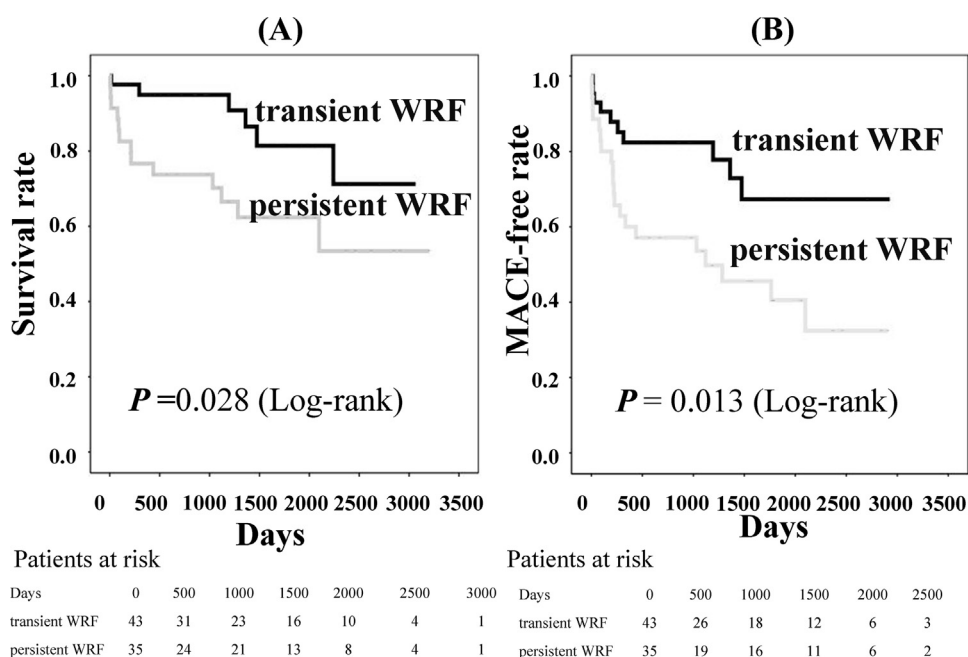 (A)
Survival rate
1.0
0.8
0.6
0.4
0.2
0.0
transient WRF
persistent WRF
P =0.028 (Log-rank)
0 500 1000 1500 2000 2500 3000 3500
Days
(B)
MACE-free rate
1.0
0.8
0.6
0.4
0.2
0.0
transient WRF
persistent WRF
P = 0.013 (Log-rank)
0 500 1000 1500 2000 2500 3000 3500
Days
Patients at risk
Days 0 500 1000 1500 2000 2500 3000
transient WRF 43 31 23 16 10 4 1
persistent WRF 35 24 21 13 8 4 1
Patients at risk
Days 0 500 1000 1500 2000 2500
transient WRF 43 26 18 12 6 3
persistent WRF 35 19 16 11 6 2